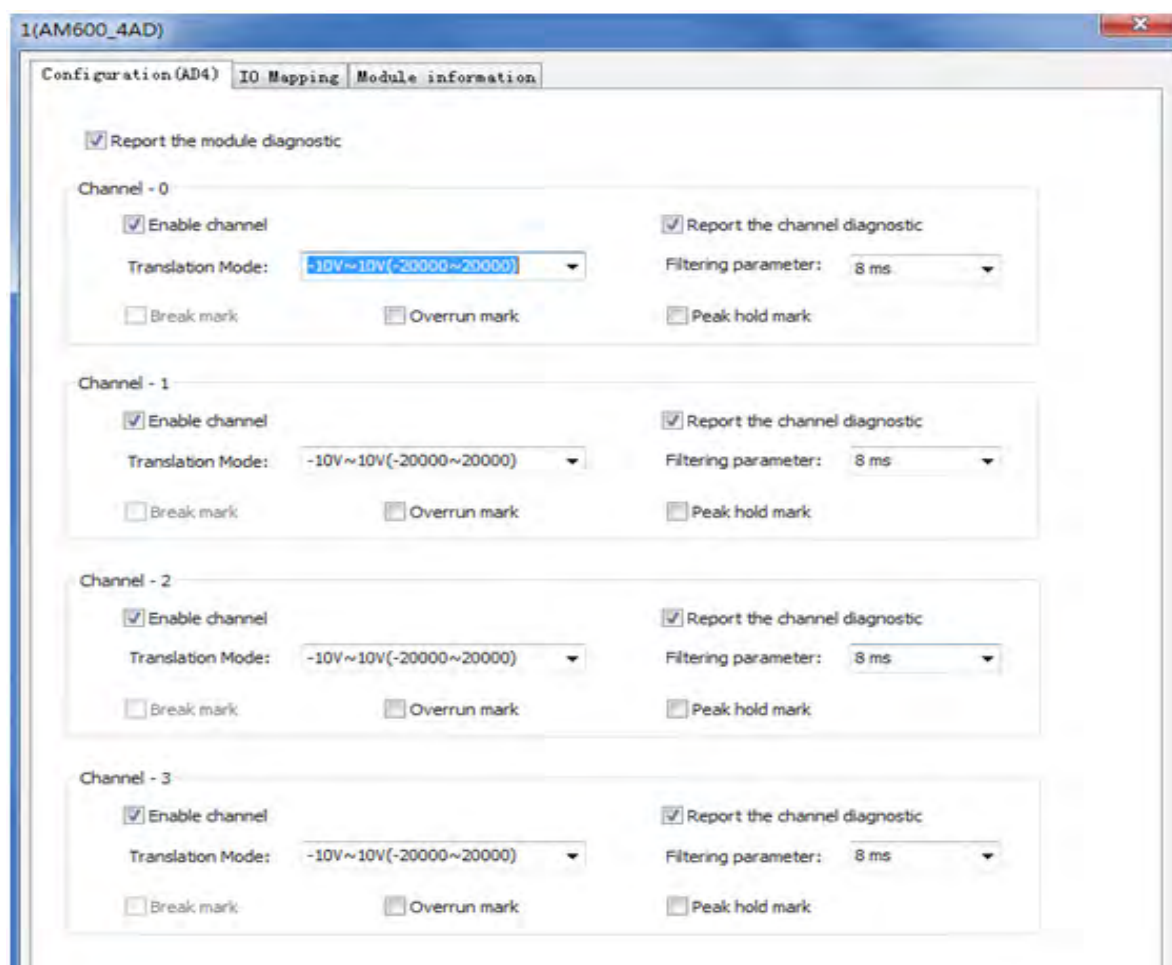 1(AM600_4AD)
Configuration(AD4) IO Mapping Module information
Report the module diagnostic
Channel - 0
Enable channel Report the channel diagnostic
Translation Mode: -10V~10V(-20000~20000) Filtering parameter: 8 ms
Break mark Overrun mark Peak hold mark
Channel - 1
Enable channel Report the channel diagnostic
Translation Mode: -10V~10V(-20000~20000) Filtering parameter: 8 ms
Break mark Overrun mark Peak hold mark
Channel - 2
Enable channel Report the channel diagnostic
Translation Mode: -10V~10V(-20000~20000) Filtering parameter: 8 ms
Break mark Overrun mark Peak hold mark
Channel - 3
Enable channel Report the channel diagnostic
Translation Mode: -10V~10V(-20000~20000) Filtering parameter: 8 ms
Break mark Overrun mark Peak hold mark